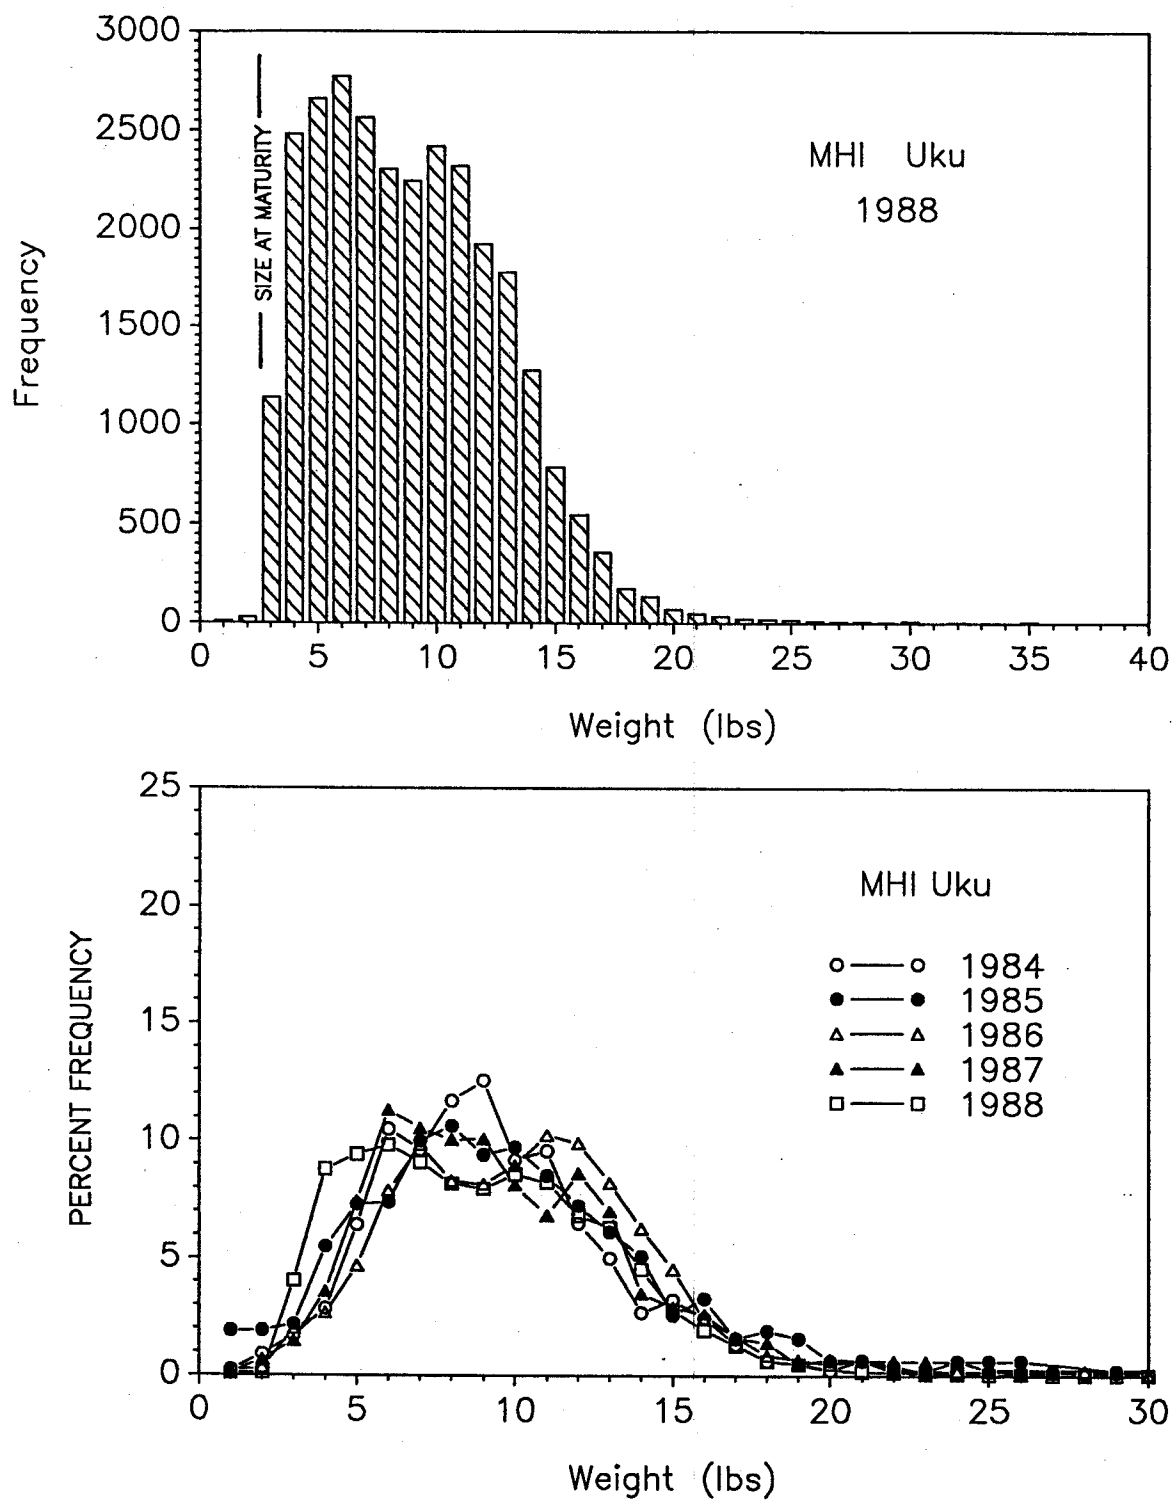 3000
2500
2000
1500
1000
500
0
Frequency
SIZE AT MATURITY
MHI Uku
1988
0 5 10 15 20 25 30 35 40
Weight (lbs)
25
20
15
10
5
0
PERCENT FREQUENCY
MHI Uku
1984
1985
1986
1987
1988
0 5 10 15 20 25 30
Weight (lbs)